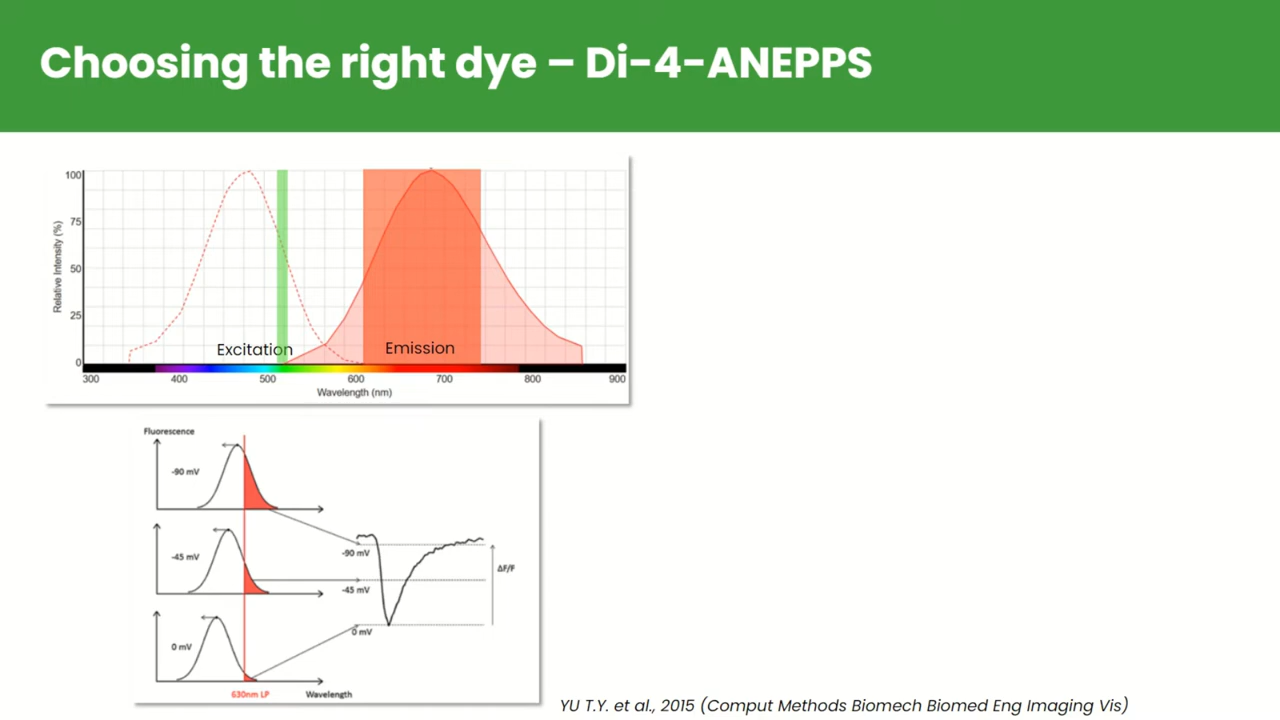 Choosing the right dye – Di-4-ANEPPS
Relative Intensity (%)
100
75
50
25
0
Excitation
Emission
300 400 500 600 700 800 900
Wavelength (nm)
Fluorescence
-90 mV
-45 mV
0 mV
630nm LP
Wavelength
-90 mV
-45 mV
0 mV
ΔF/F
YU T.Y. et al., 2015 (Comput Methods Biomech Biomed Eng Imaging Vis)